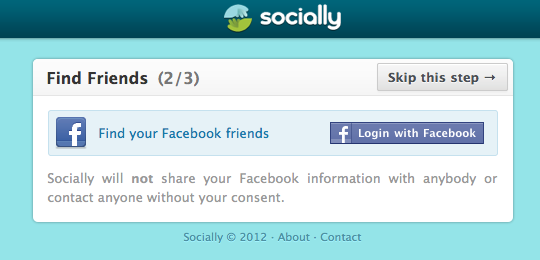 socially
Find Friends (2/3)
Skip this step →
Find your Facebook friends
f Login with Facebook
Socially will not share your Facebook information with anybody or
contact anyone without your consent.
Socially © 2012 · About · Contact